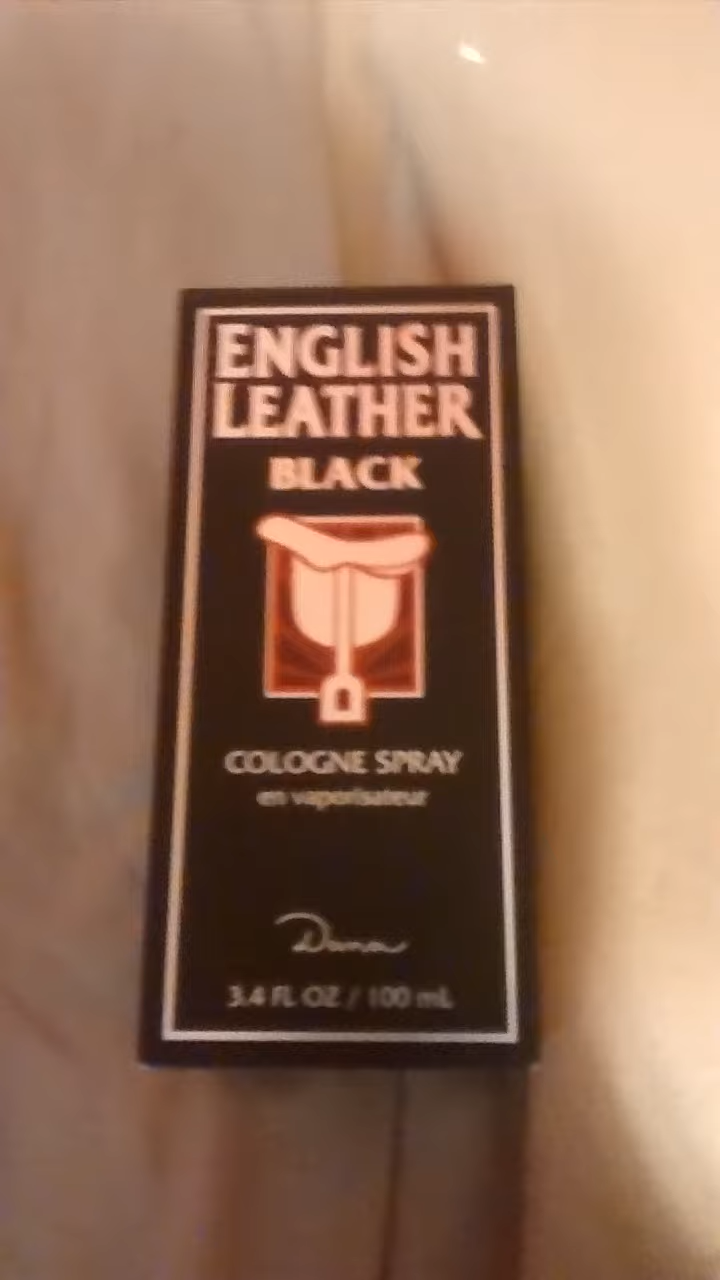 ENGLISH
LEATHER
BLACK
COLOGNE SPRAY
en vaporisateur
Dana
3.4 FL OZ / 100 mL